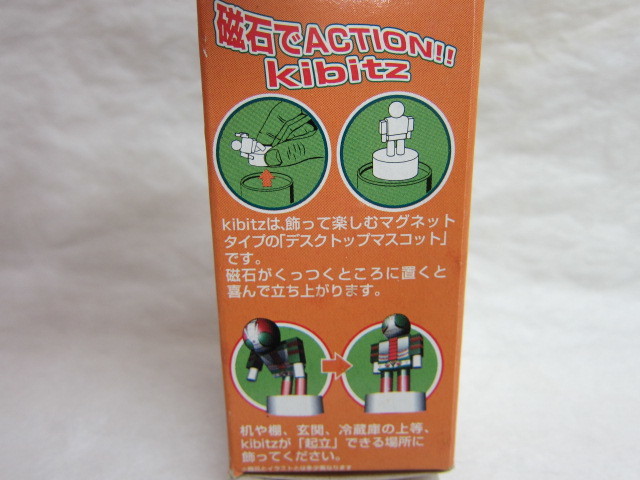 磁石でACTION!!
kibitz
kibitzは、飾って楽しむマグネット
タイプの「デスクトップマスコット」
です。
磁石がくっつくところに置くと
喜んで立ち上がります。
机や棚、玄関、冷蔵庫の上等、
kibitzが「起立」できる場所に
飾ってください。